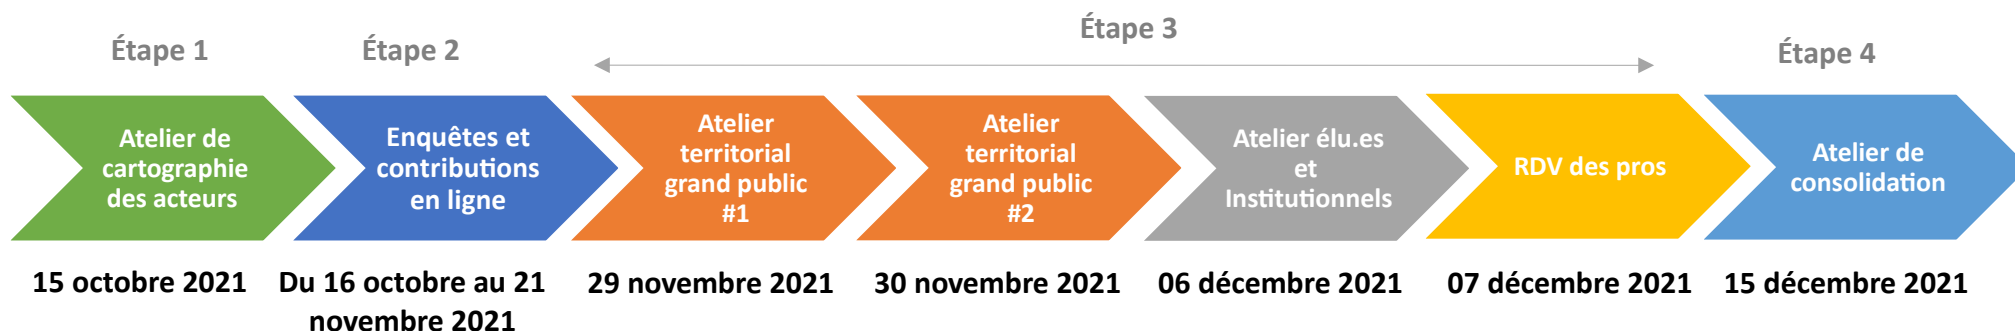 Étape 1
Étape 2
Étape 3
Étape 4
Atelier de
cartographie
des acteurs
Enquêtes et
contributions
en ligne
Atelier
territorial
grand public
#1
Atelier
territorial
grand public
#2
Atelier élu.es
et
Institutionnels
RDV des pros
Atelier de
consolidation
15 octobre 2021
Du 16 octobre au 21
novembre 2021
29 novembre 2021
30 novembre 2021
06 décembre 2021
07 décembre 2021
15 décembre 2021